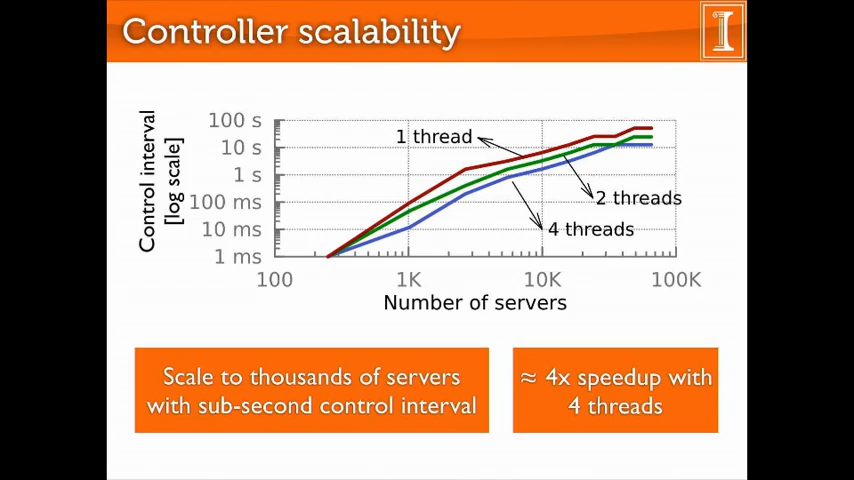 Controller scalability
I
Control interval
[log scale]
100 s
10 s
1 s
100 ms
10 ms
1 ms
1 thread
2 threads
4 threads
100
1K
10K
100K
Number of servers
Scale to thousands of servers
with sub-second control interval
≈ 4x speedup with
4 threads